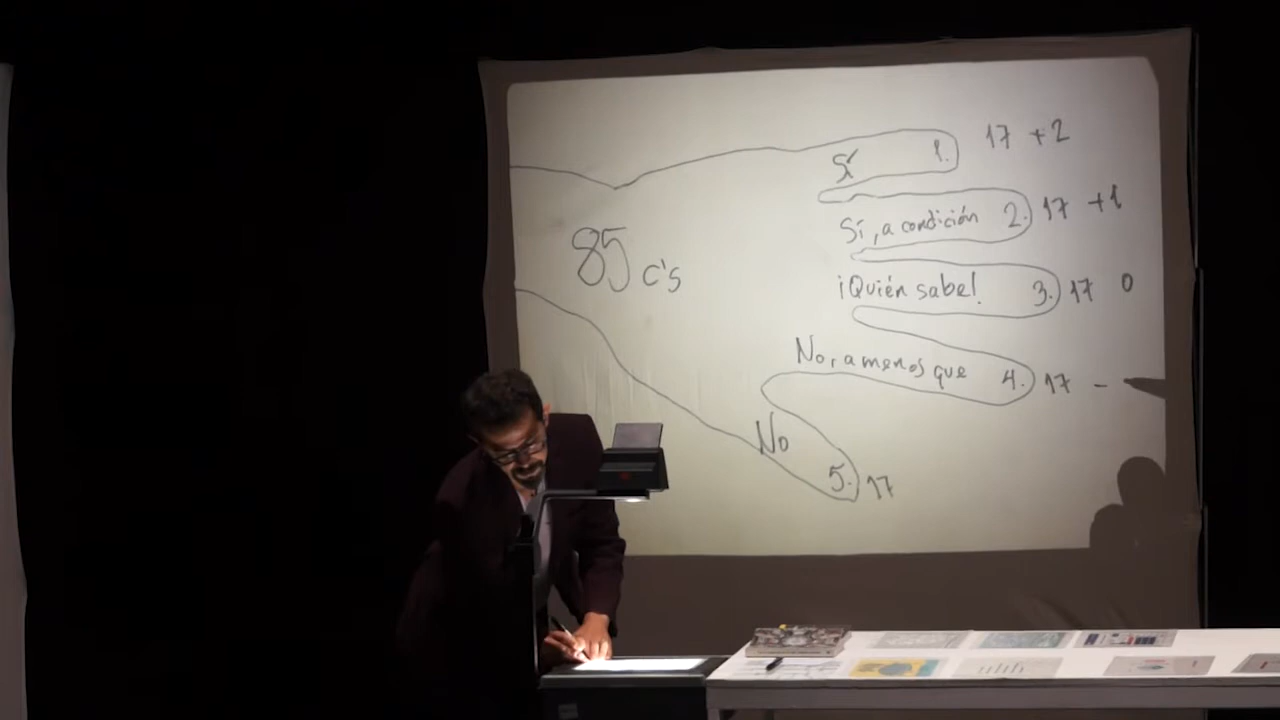 Sí 1. 17 +2
Sí, a condición 2. 17 +1
85 c's
¡Quién sabe! 3. 17 0
No, a menos que 4. 17 -
No 5. 17